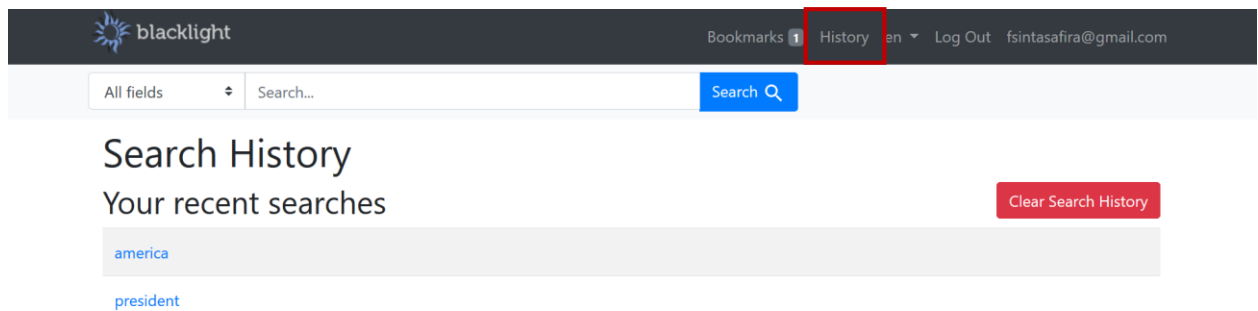 blacklight
Bookmarks 1 History en Log Out fsintasafira@gmail.com
All fields Search... Search
Search History
Your recent searches
Clear Search History
america
president